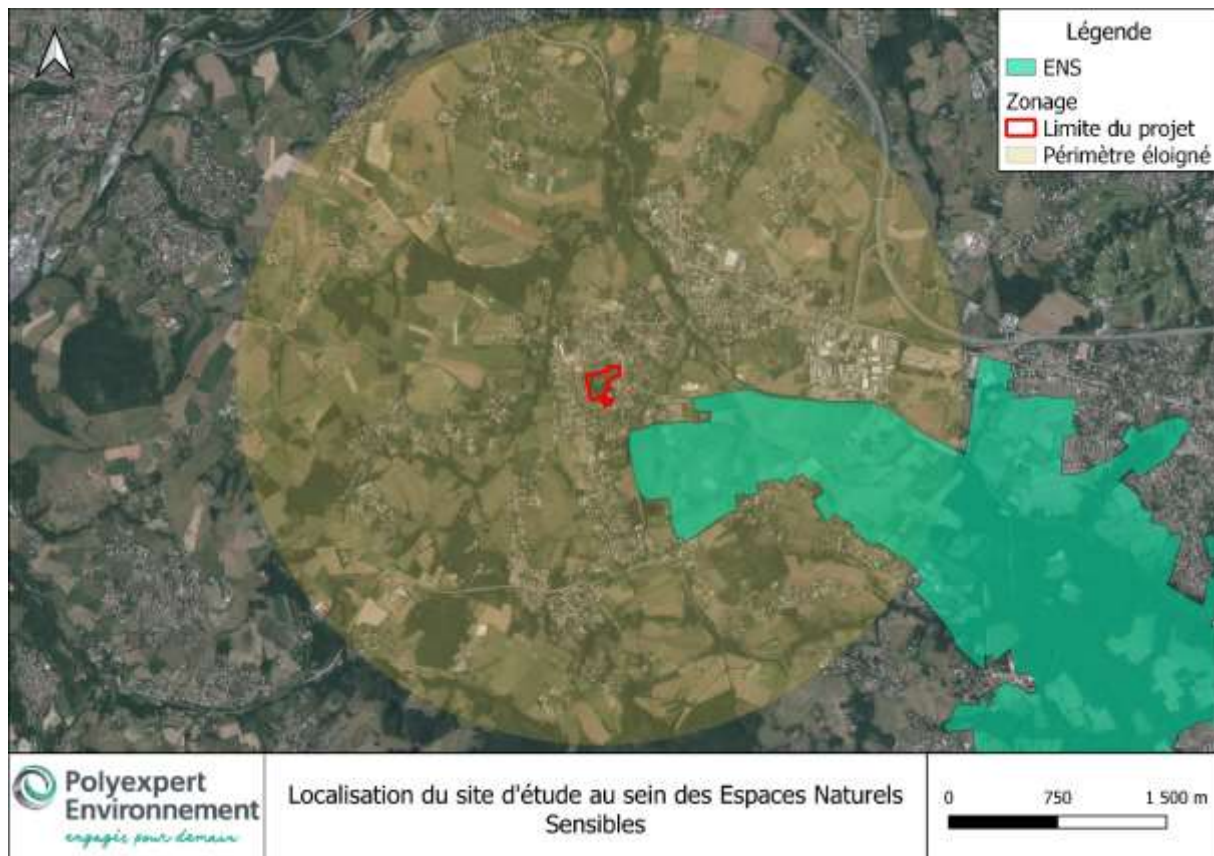 Légende
ENS
Zonage
Limite du projet
Périmètre éloigné
Polyexpert
Environnement
engagés pour demain
Localisation du site d'étude au sein des Espaces Naturels
Sensibles
0 750 1 500 m